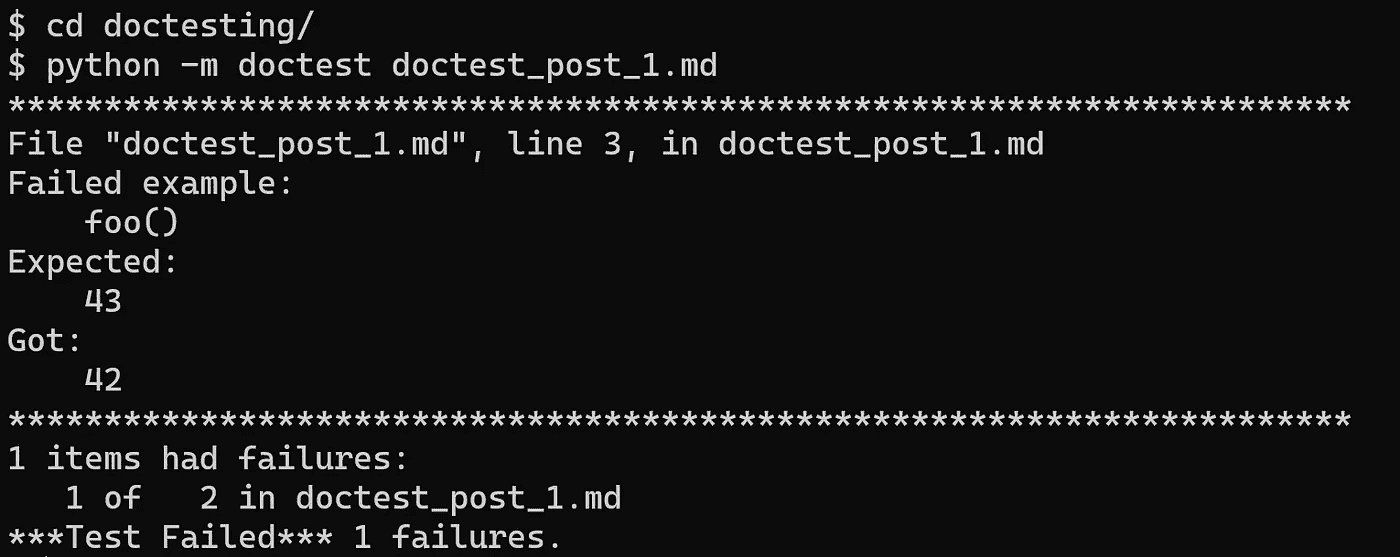 $ cd doctesting/
$ python -m doctest doctest_post_1.md
**********************************************************************
File "doctest_post_1.md", line 3, in doctest_post_1.md
Failed example:
    foo()
Expected:
    43
Got:
    42
**********************************************************************
1 items had failures:
   1 of   2 in doctest_post_1.md
***Test Failed*** 1 failures.